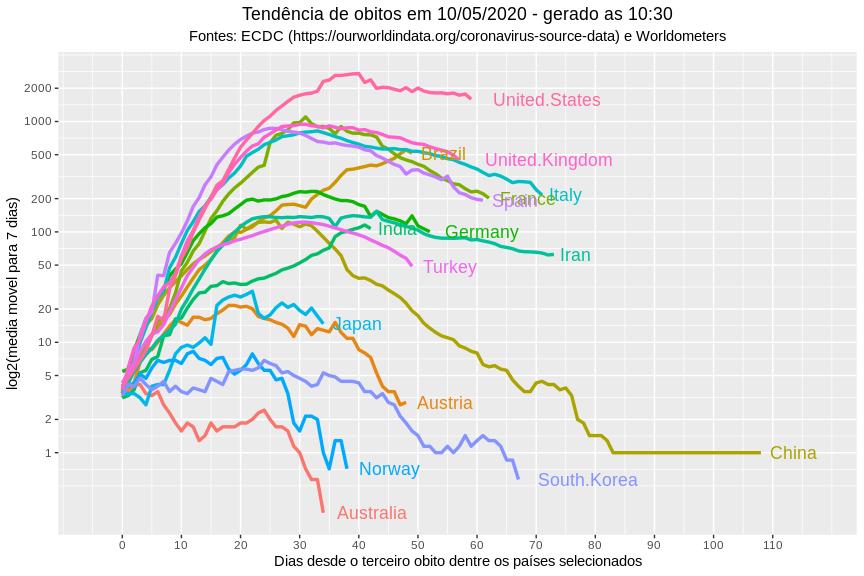 Tendência de obitos em 10/05/2020 - gerado as 10:30
Fontes: ECDC (https://ourworldindata.org/coronavirus-source-data) e Worldometers
log2(media movel para 7 dias)
2000
1000
500
200
100
50
20
10
5
2
1
United.States
Brazil
United.Kingdom
Italy
France
Spain
India
Germany
Iran
Turkey
Japan
Austria
China
Norway
South.Korea
Australia
0 10 20 30 40 50 60 70 80 90 100 110
Dias desde o terceiro obito dentre os países selecionados